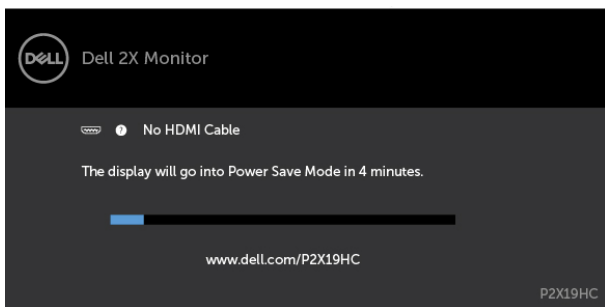 DELL
Dell 2X Monitor
? No HDMI Cable
The display will go into Power Save Mode in 4 minutes.
www.dell.com/P2X19HC
P2X19HC